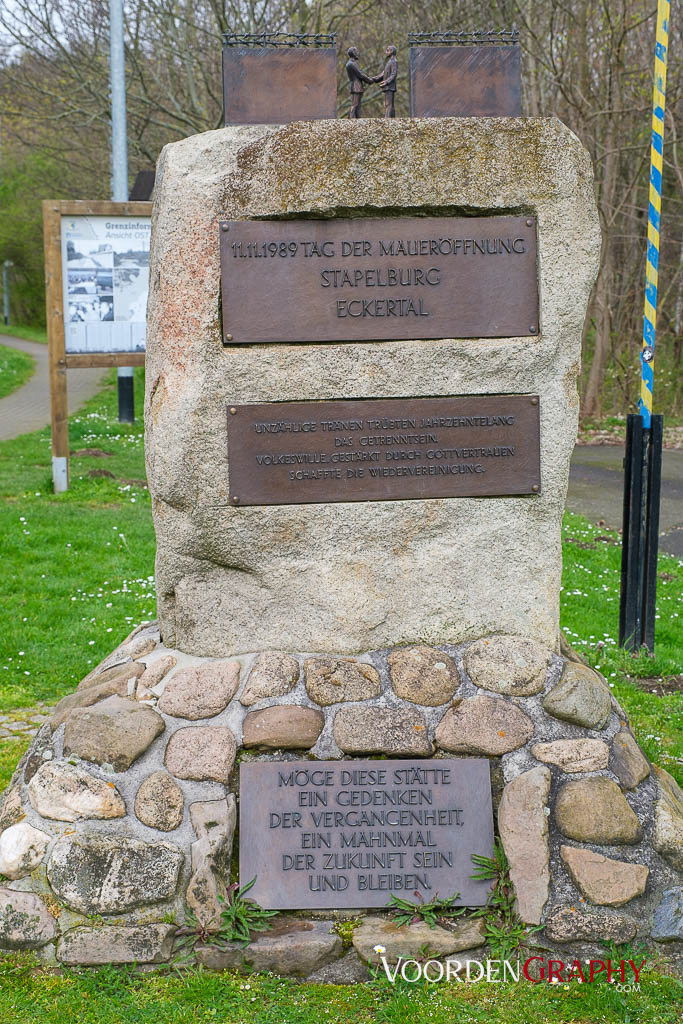 Grenzinfor
Ansicht OST
11.11.1989 TAG DER MAUERÖFFNUNG
STAPELBURG
ECKERTAL
UNZÄHLIGE TRÄNEN TRÜBTEN JAHRZEHNTELANG
DAS GETRENNTSEIN.
VOLKESWILLE, GESTÄRKT DURCH GOTTVERTRAUEN
SCHAFFTE DIE WIEDERVEREINIGUNG.
MÖGE DIESE STÄTTE
EIN GEDENKEN
DER VERGANGENHEIT,
EIN MAHNMAL
DER ZUKUNFT SEIN
UND BLEIBEN.
VOORDENGRAPHY
.COM